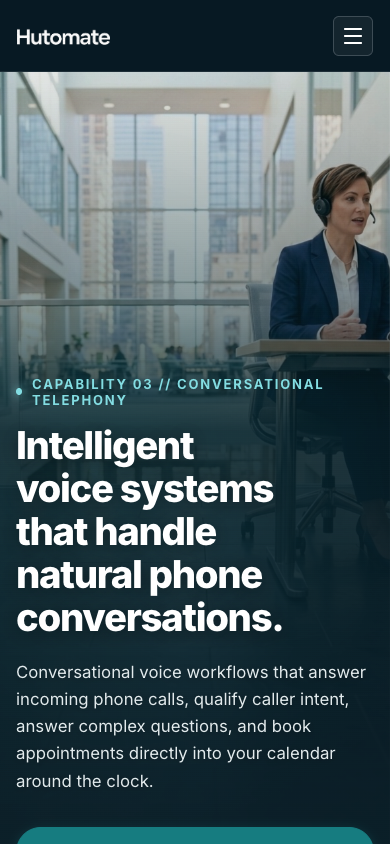 Hutomate
CAPABILITY 03 // CONVERSATIONAL
TELEPHONY
Intelligent
voice systems
that handle
natural phone
conversations.
Conversational voice workflows that answer
incoming phone calls, qualify caller intent,
answer complex questions, and book
appointments directly into your calendar
around the clock.